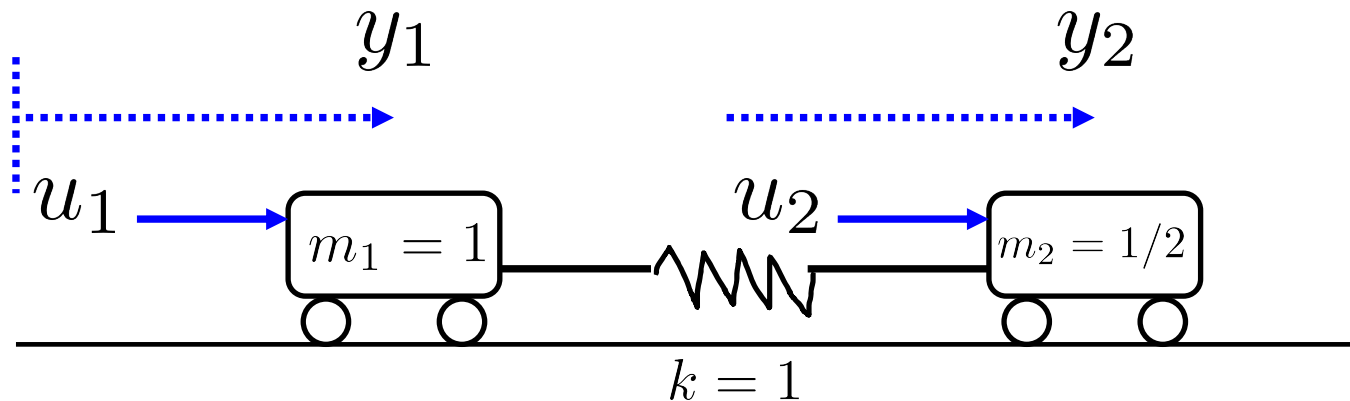 y₁ y₂
u₁ m₁ = 1 u₂ m₂ = 1/2
k = 1